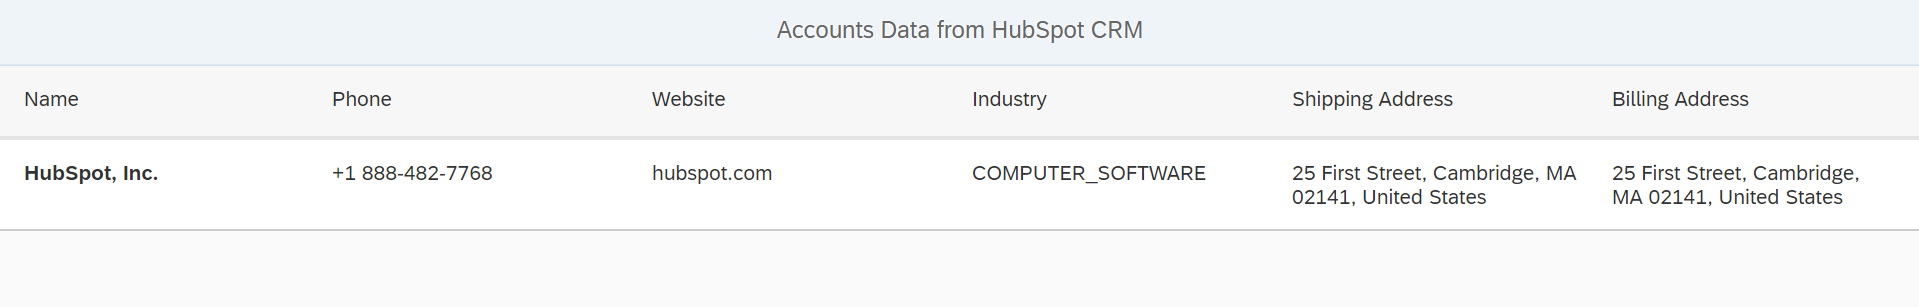 Accounts Data from HubSpot CRM
Name Phone Website Industry Shipping Address Billing Address
HubSpot, Inc. +1 888-482-7768 hubspot.com COMPUTER_SOFTWARE 25 First Street, Cambridge, MA 25 First Street, Cambridge,
02141, United States MA 02141, United States